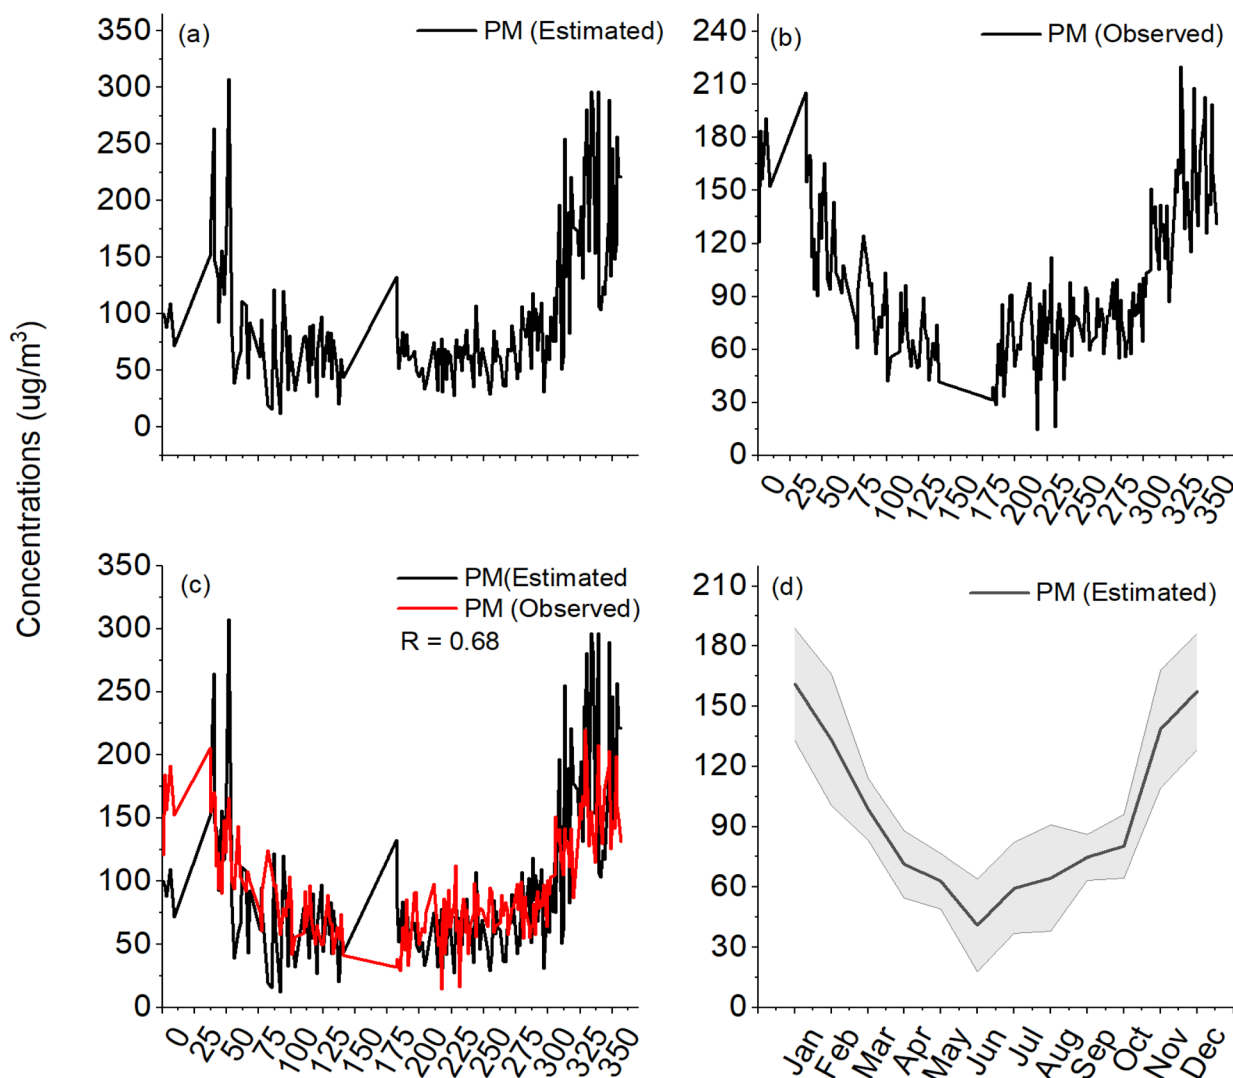 Concentrations (ug/m³)
(a)
PM (Estimated)
350
300
250
200
150
100
50
0
(b)
PM (Observed)
240
210
180
150
120
90
60
30
0
0 25 50 75 100 125 150 175 200 225 250 275 300 325 350
(c)
PM(Estimated
PM (Observed)
R = 0.68
350
300
250
200
150
100
50
0
0 25 50 75 100 125 150 175 200 225 250 275 300 325 350
(d)
PM (Estimated)
210
180
150
120
90
60
30
0
Jan Feb Mar Apr May Jun Jul Aug Sep Oct Nov Dec